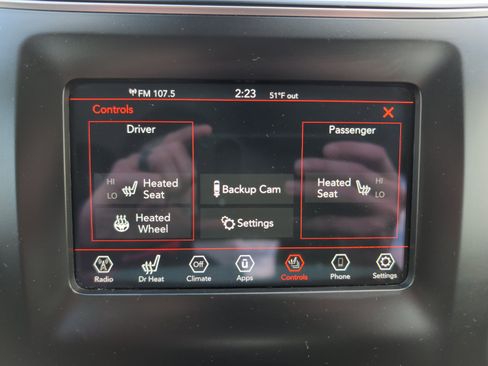 FM 107.5 2:23 51°F out
Controls
Driver
HI
LO
Heated
Seat
Heated
Wheel
Backup Cam
Settings
Passenger
Heated
Seat
HI
LO
Radio Dr Heat Off Climate Apps Controls Phone Settings